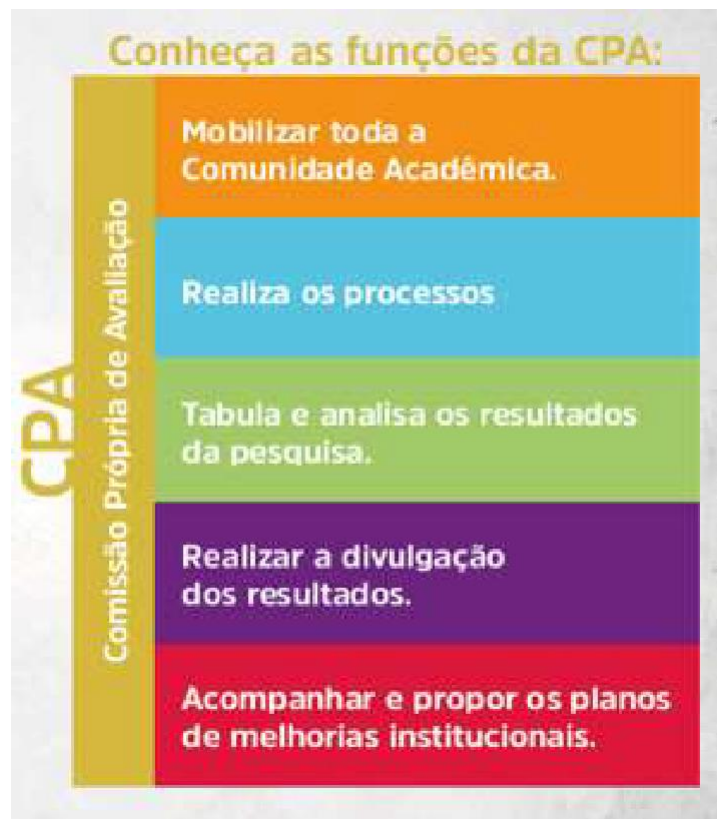 Conheça as funções da CPA:
CPA
Comissão Própria de Avaliação
Mobilizar toda a
Comunidade Acadêmica.
Realiza os processos
Tabula e analisa os resultados
da pesquisa.
Realizar a divulgação
dos resultados.
Acompanhar e propor os planos
de melhorias institucionais.